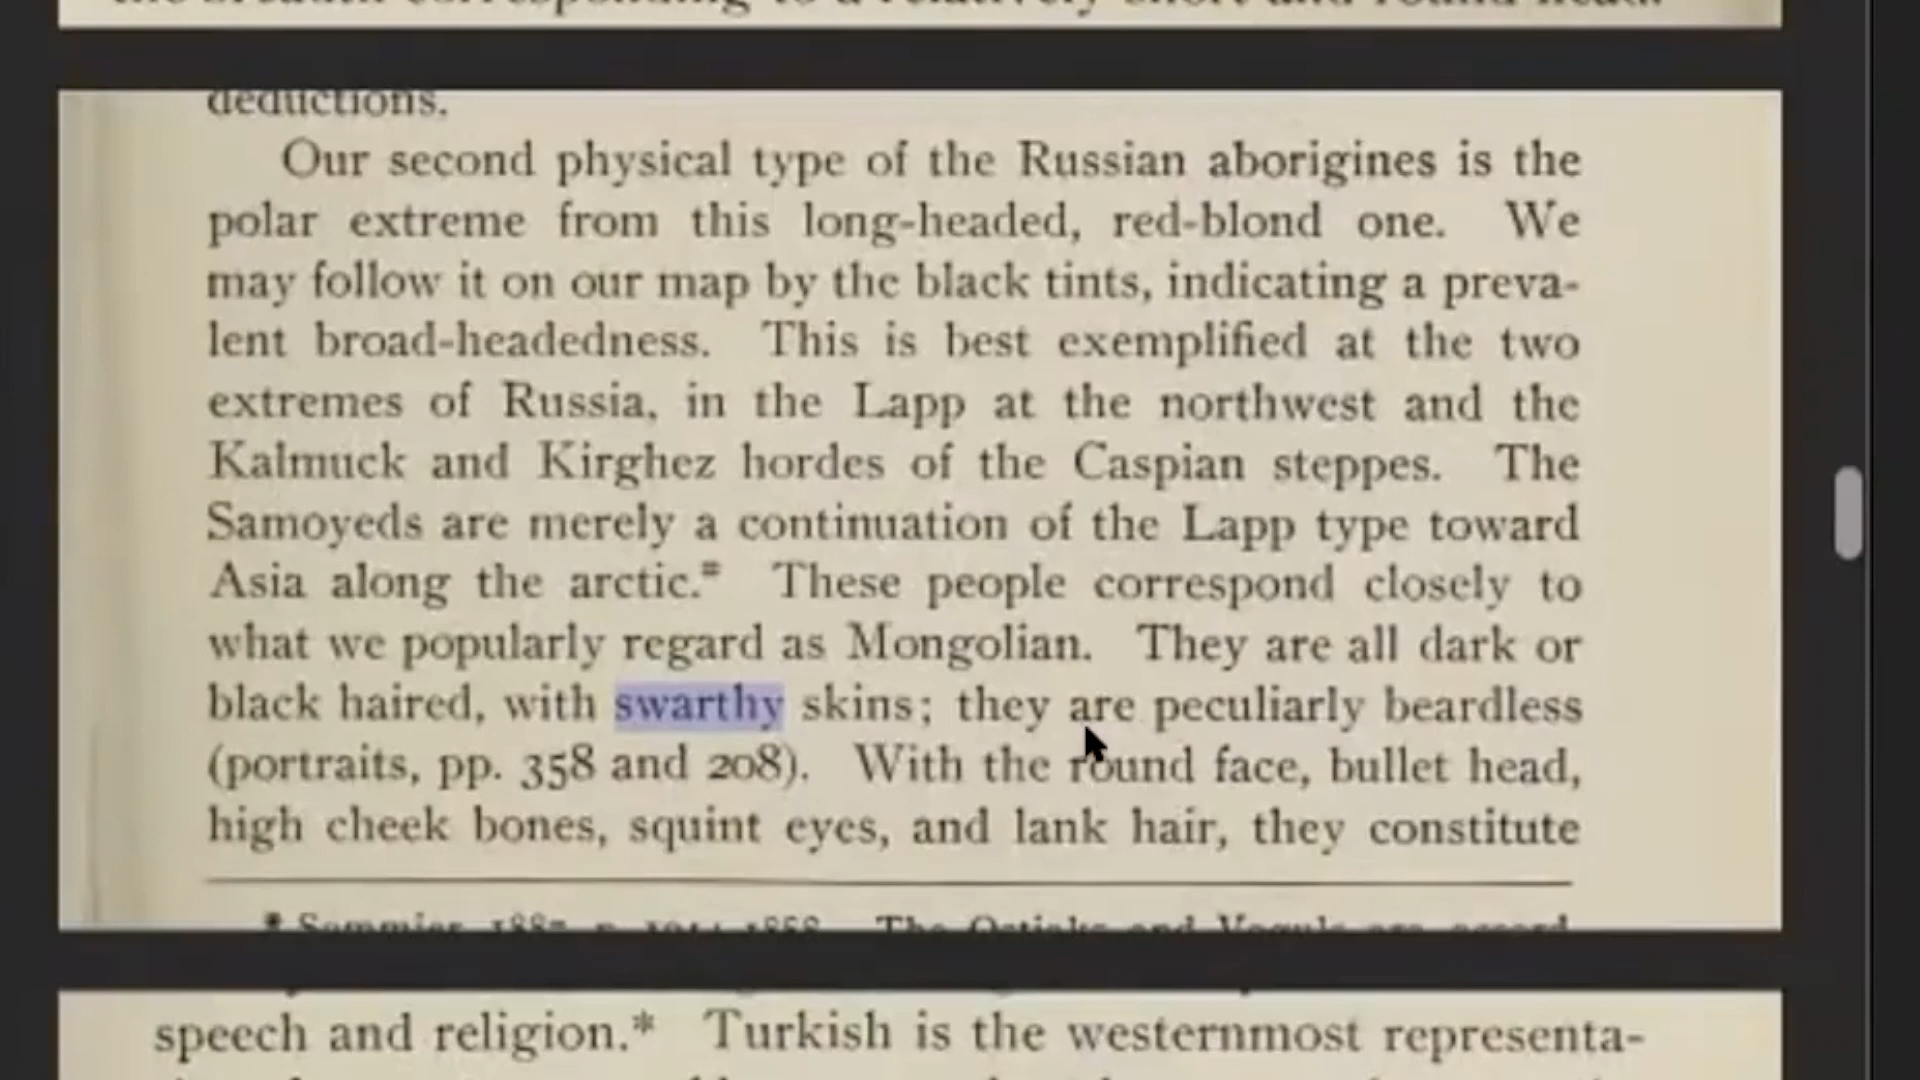 deductions.
Our second physical type of the Russian aborigines is the
polar extreme from this long-headed, red-blond one. We
may follow it on our map by the black tints, indicating a preva-
lent broad-headedness. This is best exemplified at the two
extremes of Russia, in the Lapp at the northwest and the
Kalmuck and Kirghez hordes of the Caspian steppes. The
Samoyeds are merely a continuation of the Lapp type toward
Asia along the arctic.* These people correspond closely to
what we popularly regard as Mongolian. They are all dark or
black haired, with swarthy skins; they are peculiarly beardless
(portraits, pp. 358 and 208). With the round face, bullet head,
high cheek bones, squint eyes, and lank hair, they constitute
speech and religion.* Turkish is the westernmost representa-